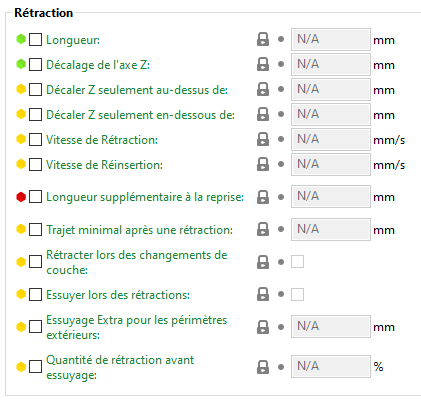 Rétraction
Longueur: N/A mm
Décalage de l'axe Z: N/A mm
Décaler Z seulement au-dessus de: N/A mm
Décaler Z seulement en-dessous de: N/A mm
Vitesse de Rétraction: N/A mm/s
Vitesse de Réinsertion: N/A mm/s
Longueur supplémentaire à la reprise: N/A mm
Trajet minimal après une rétraction: N/A mm
Rétracter lors des changements de
couche:
Essuyer lors des rétractions:
Essuyage Extra pour les périmètres
extérieurs: N/A mm
Quantité de rétraction avant
essuyage: N/A %